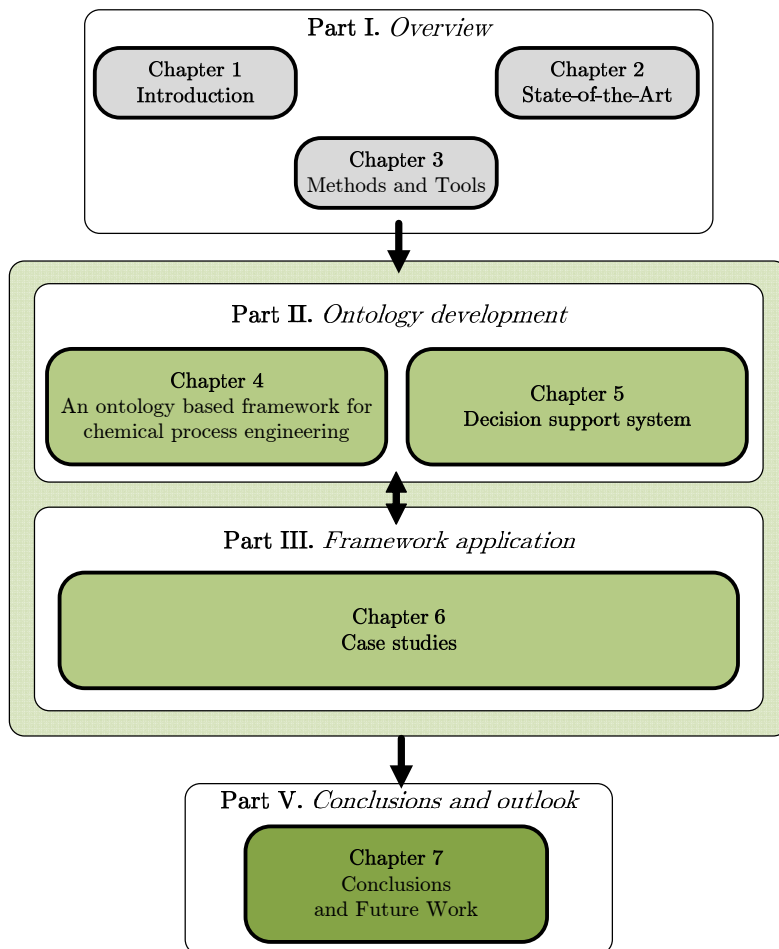 Part I. Overview
Chapter 1
Introduction
Chapter 2
State-of-the-Art
Chapter 3
Methods and Tools
Part II. Ontology development
Chapter 4
An ontology based framework for
chemical process engineering
Chapter 5
Decision support system
Part III. Framework application
Chapter 6
Case studies
Part V. Conclusions and outlook
Chapter 7
Conclusions
and Future Work